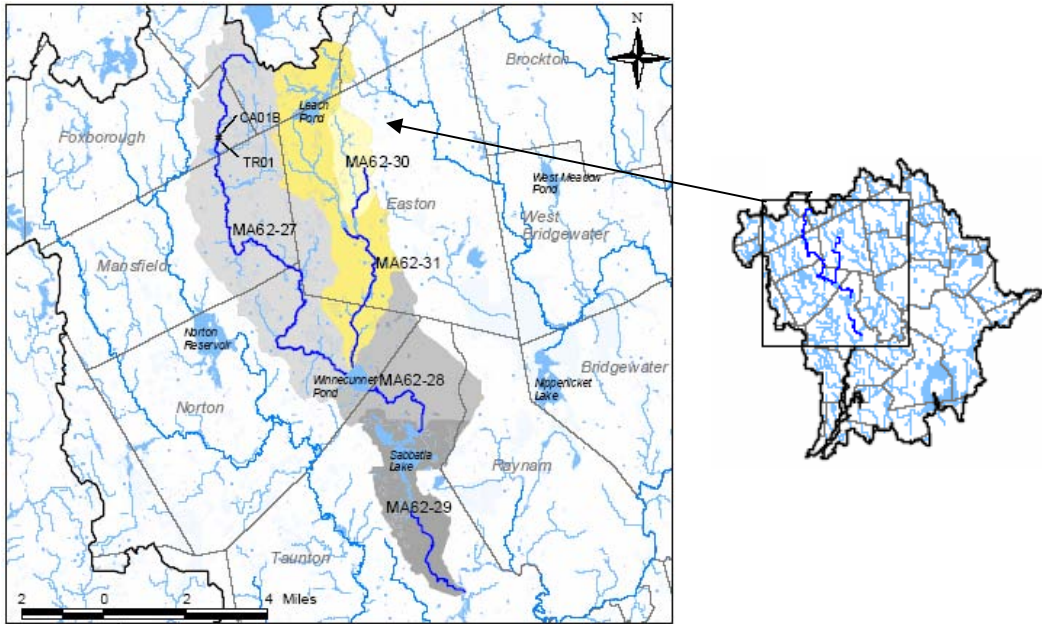 N
Brockton
Leach
Pond
CA01B
Foxborough
TR01
MA62-30
West Meadow
Pond
Easton
West
Bridgewater
MA62-27
MA62-31
Mansfield
Norton
Reservoir
Bridgewater
Winnecunnet
Pond
MA62-28
Nippenicket
Lake
Norton
Sabbatia
Lake
Raynam
MA62-29
Taunton
2 0 2 4 Miles